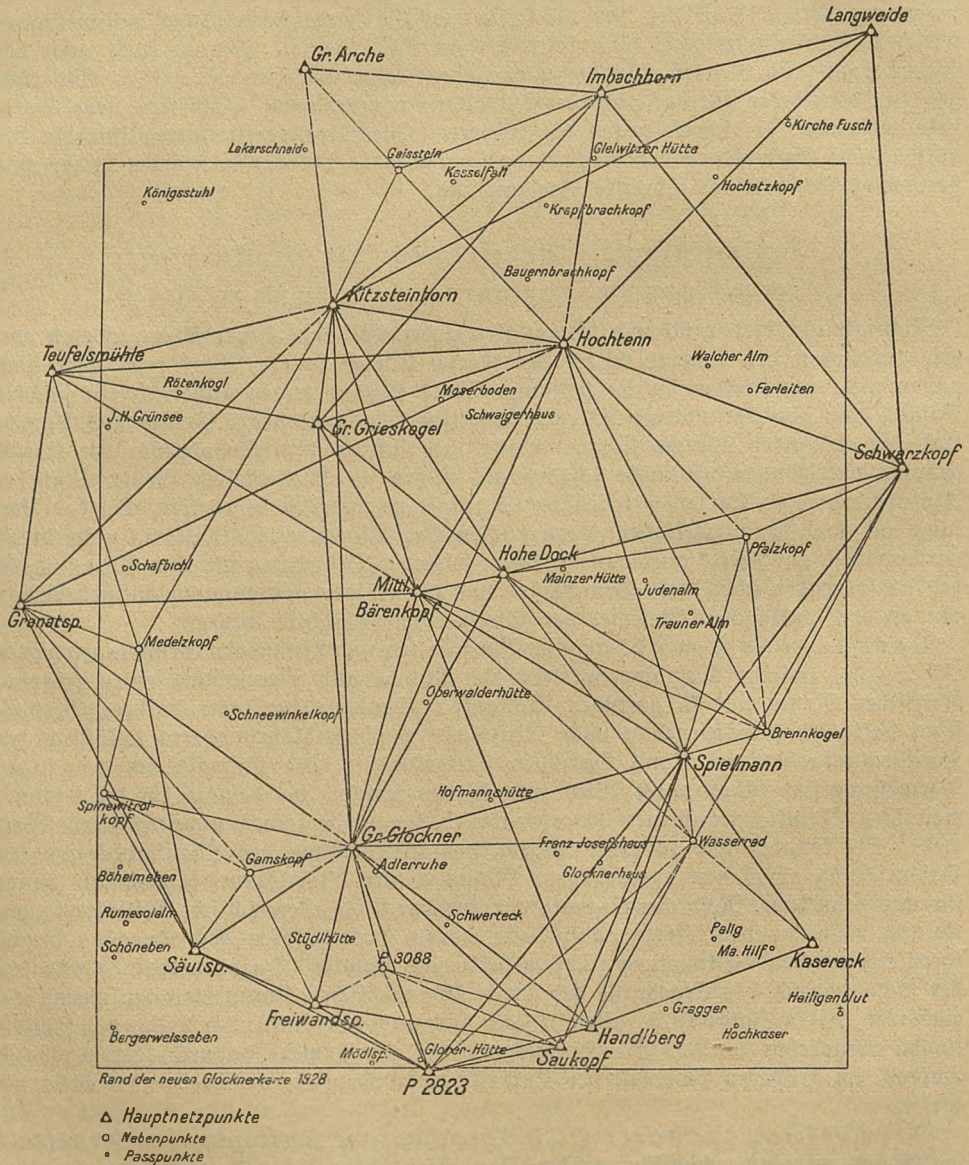 Langweide
Gr. Arche
Imbachhorn
Kirche Fusch
Lakarschneid
Gaisstein
Gleiwitzer Hütte
Kesselfall
Hochetzkopf
Königsstuhl
Krapfbrachkopf
Bauernbrachkopf
Kitzsteinhorn
Hochtenn
Teufelsmühle
Walcher Alm
Rötenkogl
Moserboden
Ferleiten
J.H. Grünsee
Schwaigerhaus
Gr. Grieskogel
Schwarzkopf
Pfalzkopf
Hohe Dock
Schafbichl
Mainzer Hütte
Mittl.
Bärenkopf
Judenalm
Granatsp.
Trauner Alm
Medelzkopf
Oberwalderhütte
Schneewinkelkopf
Brennkogel
Spielmann
Hofmannshütte
Spinewitrol-
kopf
Gr. Glockner
Franz Josefshaus
Wasserrad
Gamskopf
Adlerruhe
Glocknerhaus
Böheimeben
Rumesoialm
Schwerteck
Stüdlhütte
Palig
Schöneben
Ma. Hilf
Kasereck
Säulsp.
P 3088
Heiligenblut
Freiwandsp.
Gragger
Handlberg
Hochkaser
Bergerweisseben
Saukopf
Mödlsp.
Glorer-Hütte
Rand der neuen Glocknerkarte 1928
P 2823
Hauptnetzpunkte
Nebenpunkte
Passpunkte